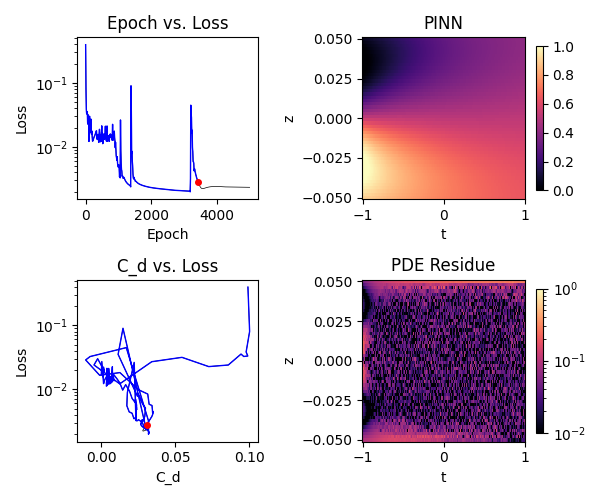 Epoch vs. Loss
Loss
10⁻¹
10⁻²
0 2000 4000
Epoch
PINN
z
0.050
0.025
0.000
−0.025
−0.050
−1 0 1
t
1.0
0.8
0.6
0.4
0.2
0.0
C_d vs. Loss
Loss
10⁻¹
10⁻²
0.00 0.05 0.10
C_d
PDE Residue
z
0.050
0.025
0.000
−0.025
−0.050
−1 0 1
t
10⁰
10⁻¹
10⁻²